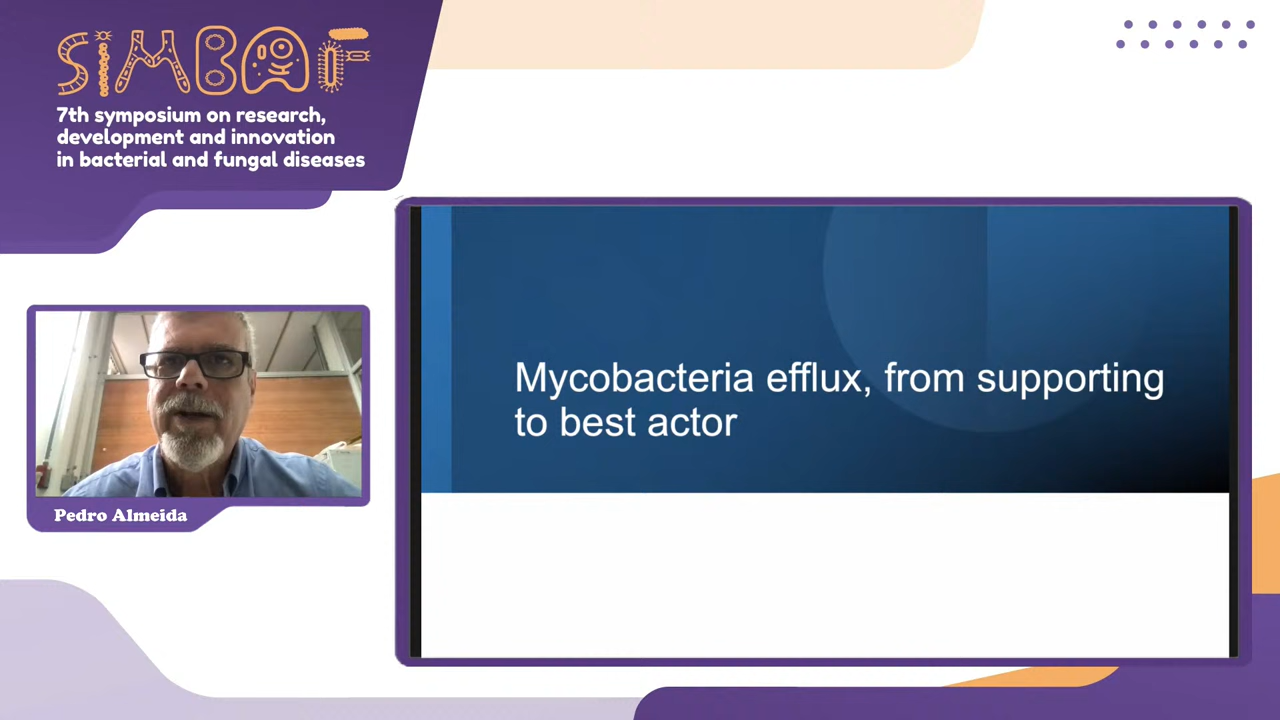 SIMBAF
7th symposium on research,
development and innovation
in bacterial and fungal diseases
Mycobacteria efflux, from supporting
to best actor
Pedro Almeida